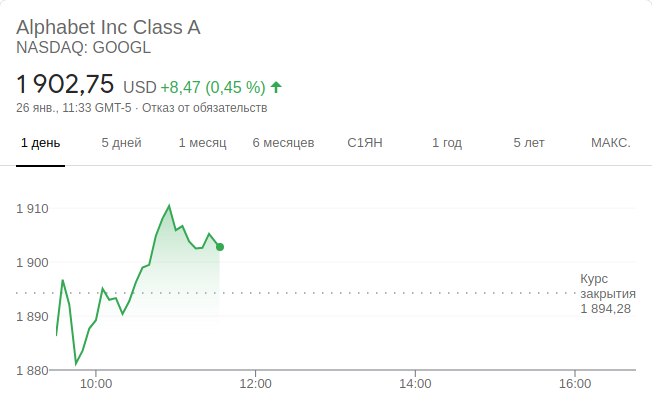 Alphabet Inc Class A
NASDAQ: GOOGL
1 902,75 USD +8,47 (0,45 %)
26 янв., 11:33 GMT-5 · Отказ от обязательств
1 день 5 дней 1 месяц 6 месяцев С1ЯН 1 год 5 лет МАКС.
1 910
1 900
Курс
закрытия
1 894,28
1 890
1 880
10:00 12:00 14:00 16:00